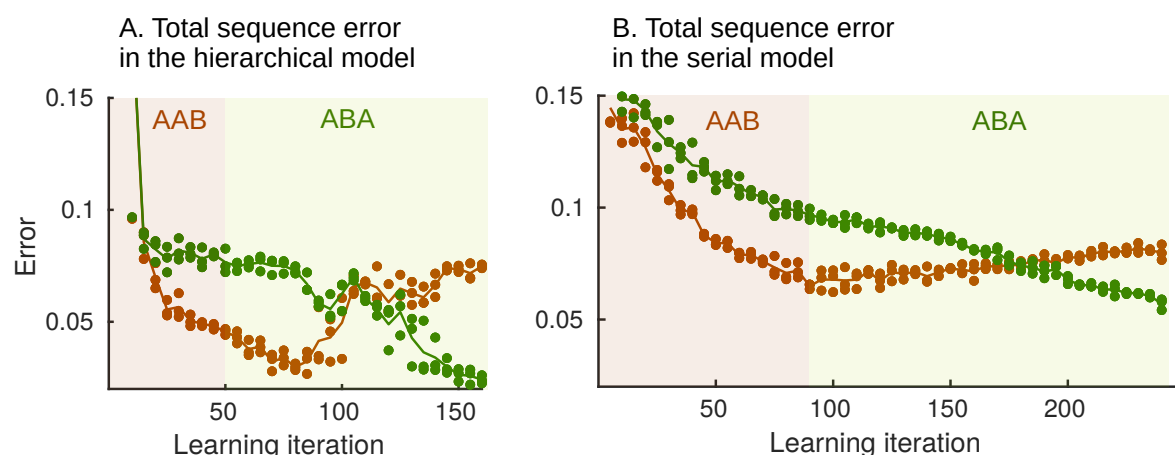 A. Total sequence error
in the hierarchical model
B. Total sequence error
in the serial model
0.15
0.1
0.05
Error
AAB
ABA
50
100
150
Learning iteration
0.15
0.1
0.05
AAB
ABA
50
100
150
200
Learning iteration